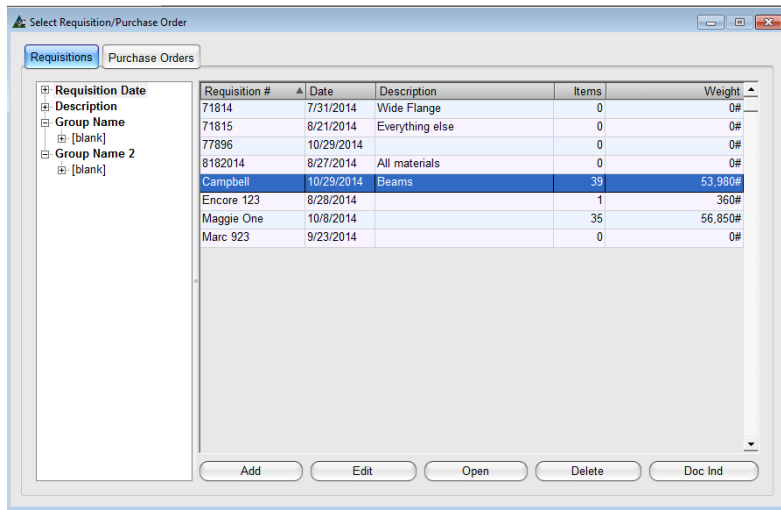 Select Requisition/Purchase Order
Requisitions Purchase Orders
Requisition Date
Description
Group Name
[blank]
Group Name 2
[blank]
Requisition # Date Description Items Weight
71814 7/31/2014 Wide Flange 0 0#
71815 8/21/2014 Everything else 0 0#
77896 10/29/2014 0 0#
8182014 8/27/2014 All materials 0 0#
Campbell 10/29/2014 Beams 39 53,980#
Encore 123 8/28/2014 1 360#
Maggie One 10/8/2014 35 56,850#
Marc 923 9/23/2014 0 0#
Add Edit Open Delete Doc Ind